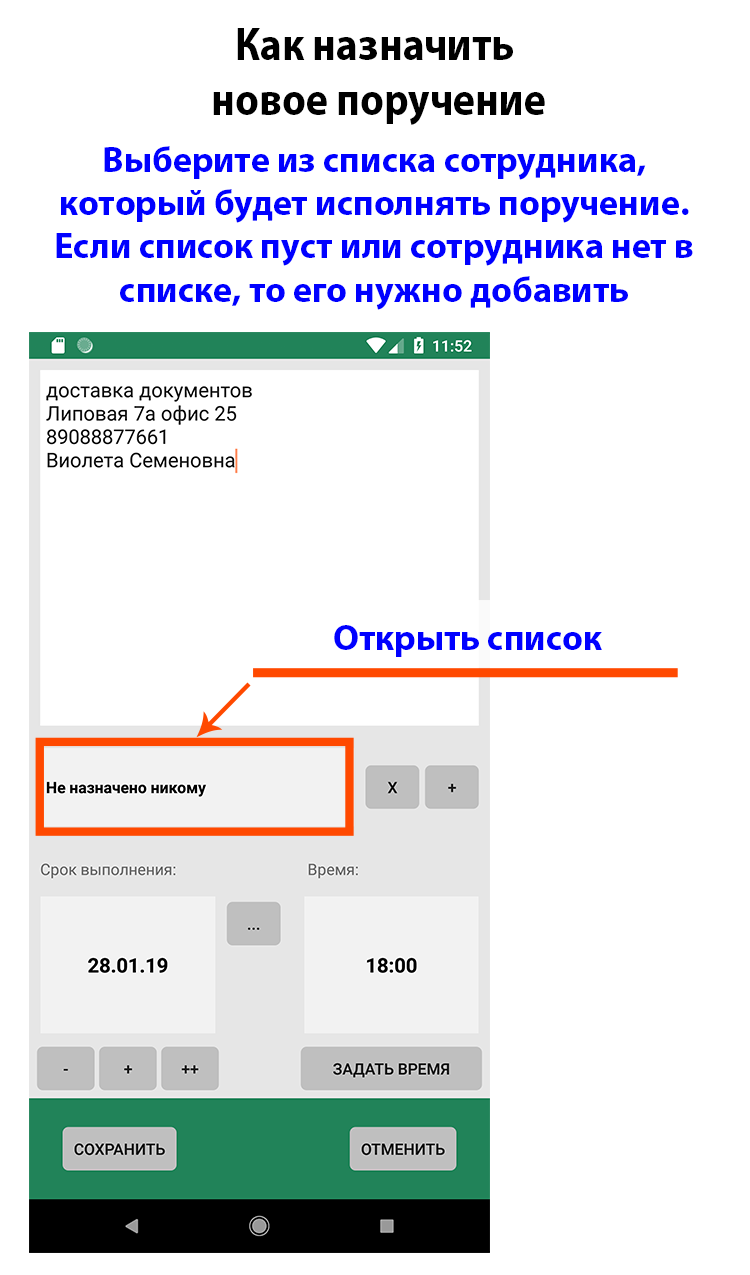 Как назначить
новое поручение
Выберите из списка сотрудника,
который будет исполнять поручение.
Если список пуст или сотрудника нет в
списке, то его нужно добавить
11:52
доставка документов
Липовая 7а офис 25
89088877661
Виолета Семеновна
Открыть список
Не назначено никому
X +
Срок выполнения: Время:
...
28.01.19 18:00
- + ++ ЗАДАТЬ ВРЕМЯ
СОХРАНИТЬ ОТМЕНИТЬ